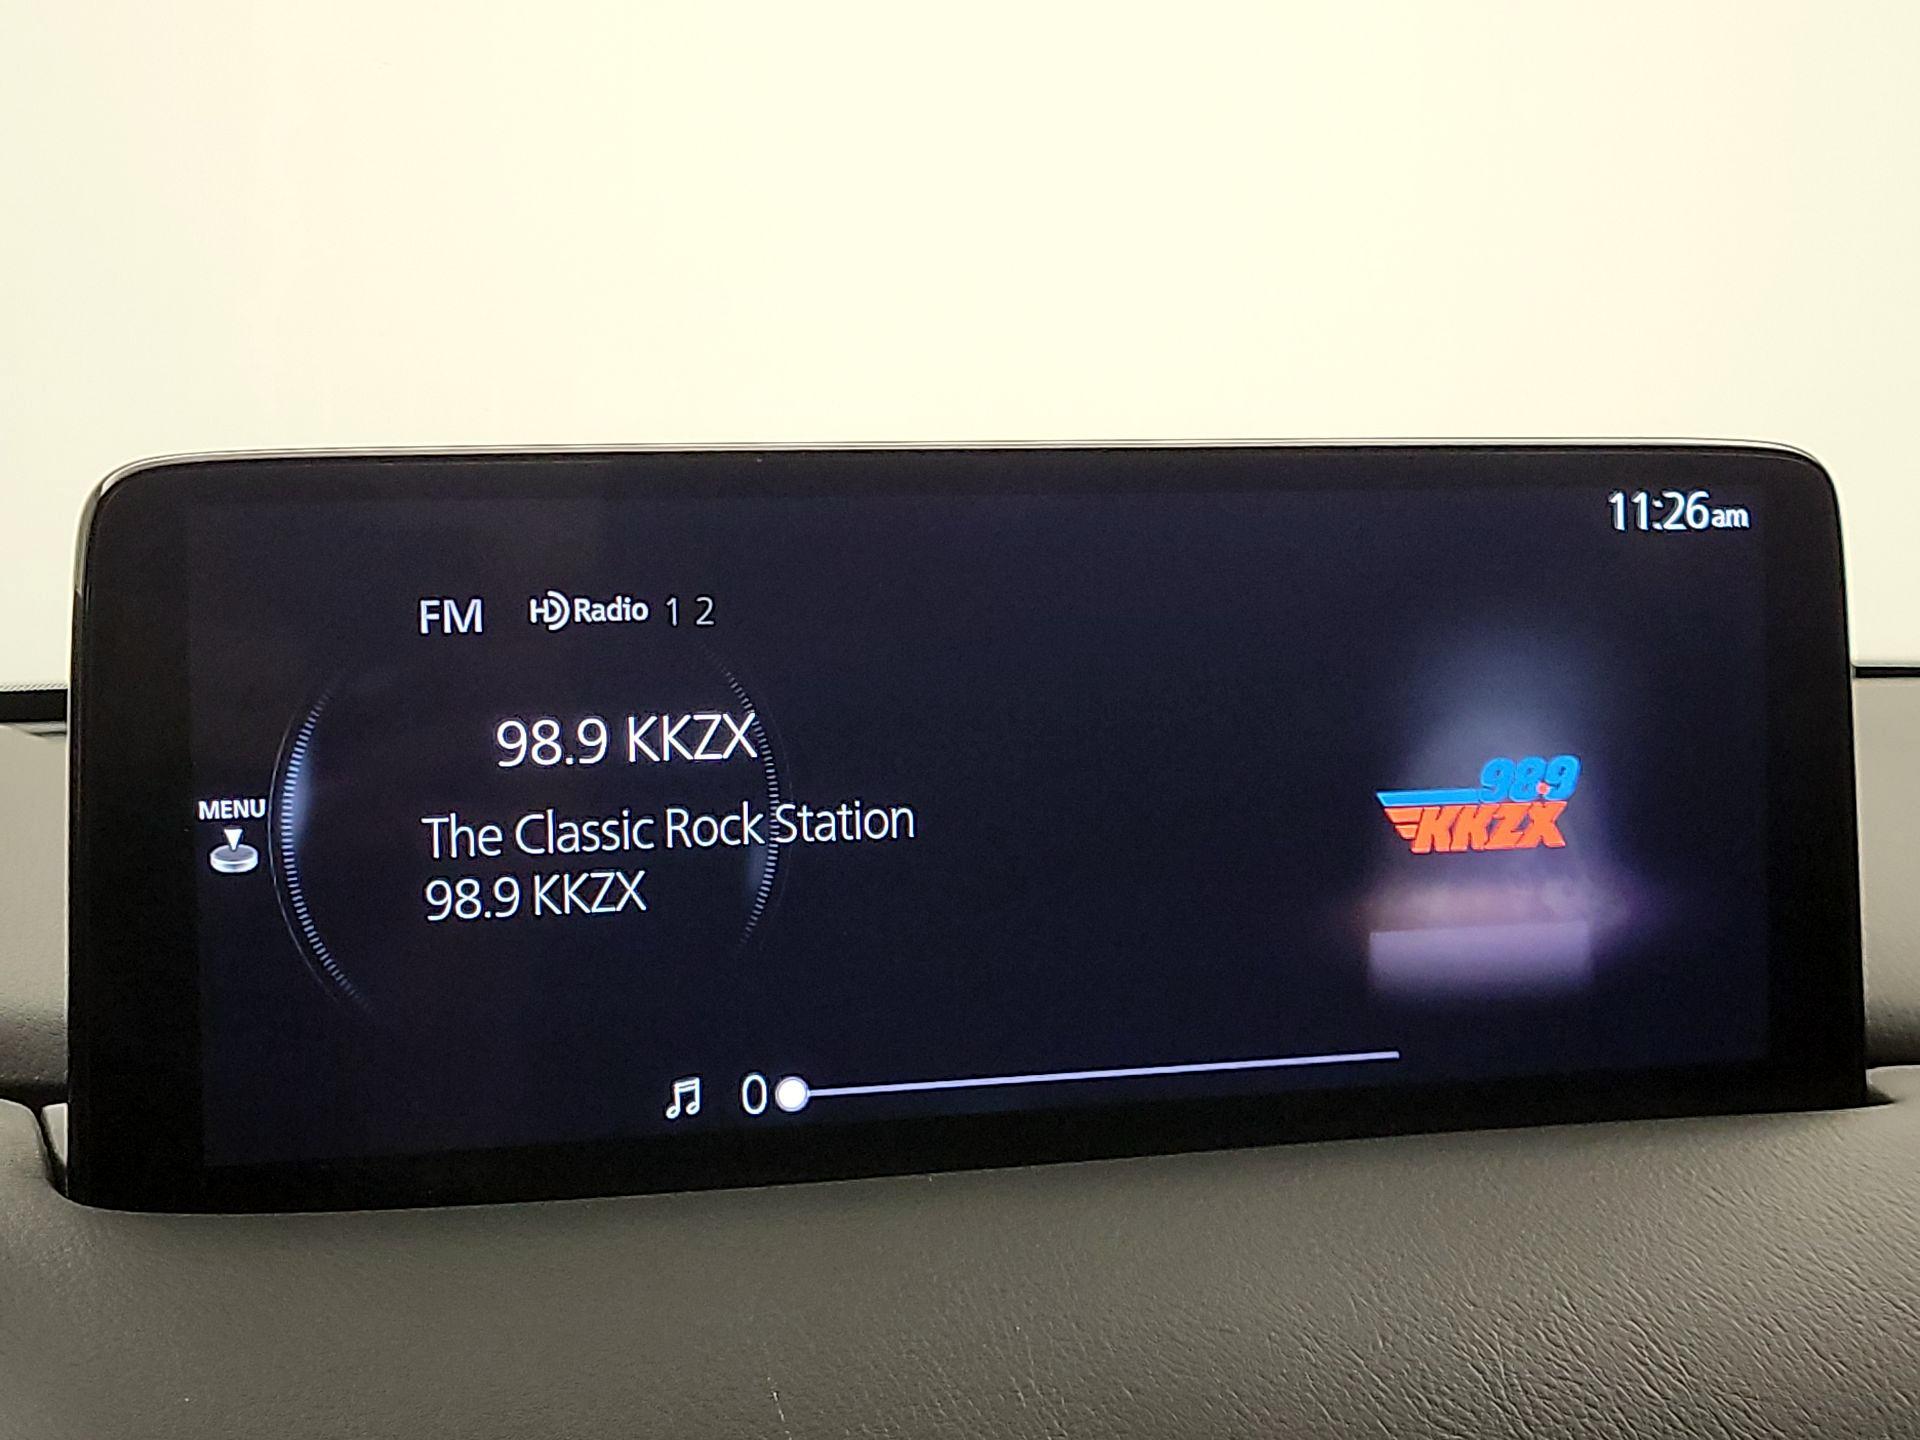 11:26am
FM HD Radio 1 2
98.9 KKZX
MENU
The Classic Rock Station
98.9 KKZX
98.9
KKZX
0